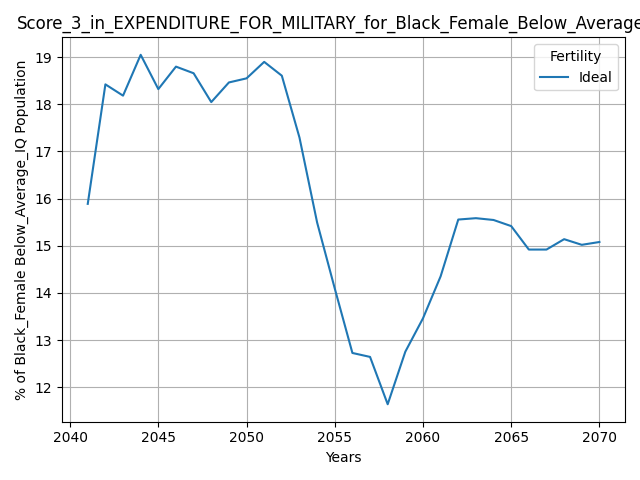 Score_3_in_EXPENDITURE_FOR_MILITARY_for_Black_Female_Below_Average
19
18
17
16
15
14
13
12
% of Black_Female Below_Average_IQ Population
Fertility
Ideal
2040 2045 2050 2055 2060 2065 2070
Years